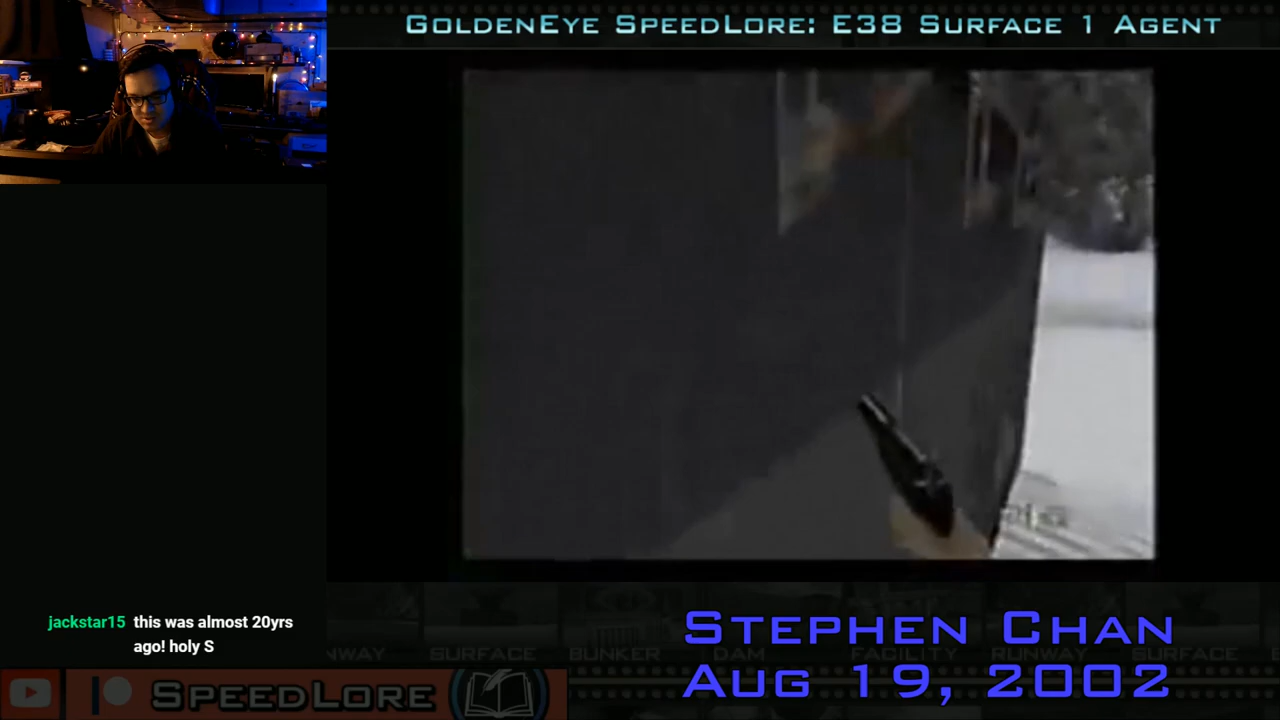 GOLDENEYE SPEEDLORE: E38 SURFACE 1 AGENT
jackstar15 this was almost 20yrs
ago! holy S
STEPHEN CHAN
AUG 19, 2002
NWAY SURFACE BUNKER DAM FACILITY RUNWAY SURFACE
SPEEDLORE